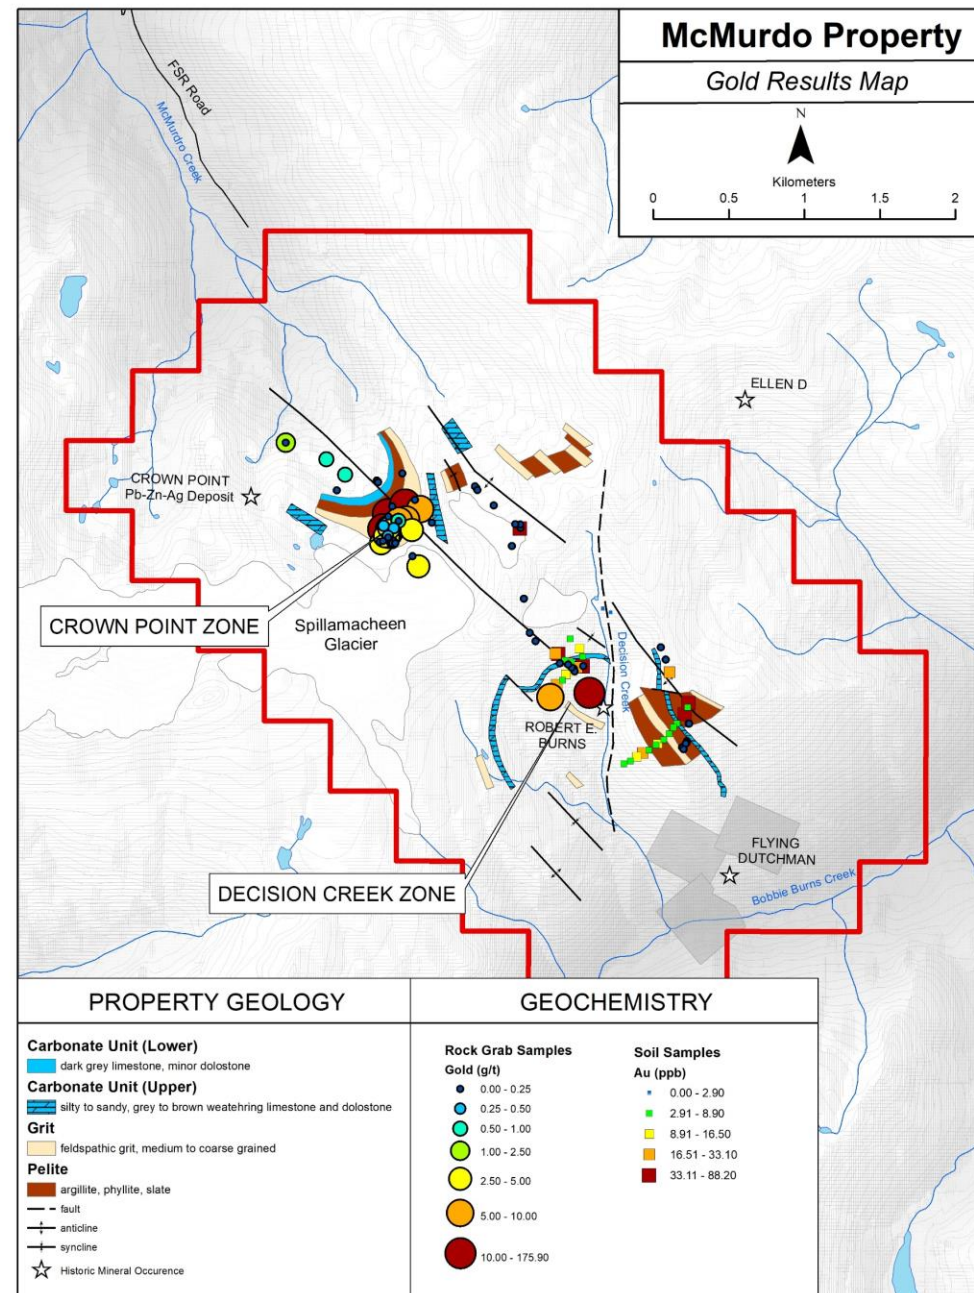 McMurdo Property
Gold Results Map
N
Kilometers
0 0.5 1 1.5 2
FSR Road
McMurdro Creek
ELLEN D
CROWN POINT
Pb-Zn-Ag Deposit
CROWN POINT ZONE
Spillamacheen
Glacier
Decision Creek
ROBERT E.
BURNS
DECISION CREEK ZONE
FLYING
DUTCHMAN
Bobbie Burns Creek
PROPERTY GEOLOGY
Carbonate Unit (Lower)
dark grey limestone, minor dolostone
Carbonate Unit (Upper)
silty to sandy, grey to brown weatehring limestone and dolostone
Grit
feldspathic grit, medium to coarse grained
Pelite
argillite, phyllite, slate
fault
anticline
syncline
Historic Mineral Occurence
GEOCHEMISTRY
Rock Grab Samples
Gold (g/t)
0.00 - 0.25
0.25 - 0.50
0.50 - 1.00
1.00 - 2.50
2.50 - 5.00
5.00 - 10.00
10.00 - 175.90
Soil Samples
Au (ppb)
0.00 - 2.90
2.91 - 8.90
8.91 - 16.50
16.51 - 33.10
33.11 - 88.20